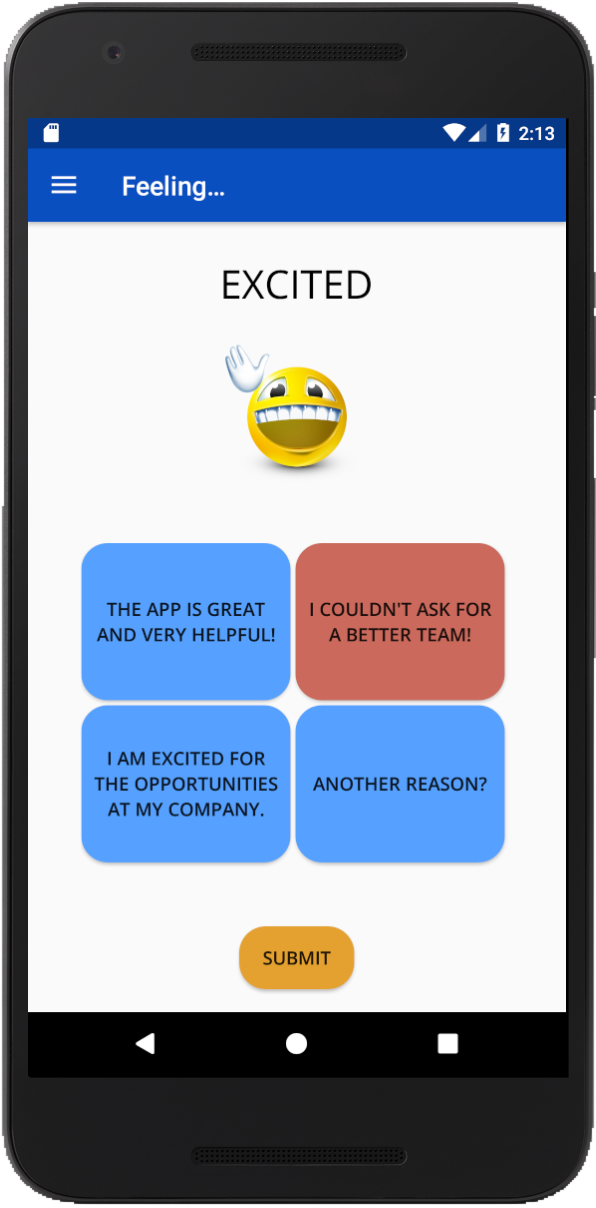 2:13
Feeling...
EXCITED
THE APP IS GREAT
AND VERY HELPFUL!
I COULDN'T ASK FOR
A BETTER TEAM!
I AM EXCITED FOR
THE OPPORTUNITIES
AT MY COMPANY.
ANOTHER REASON?
SUBMIT